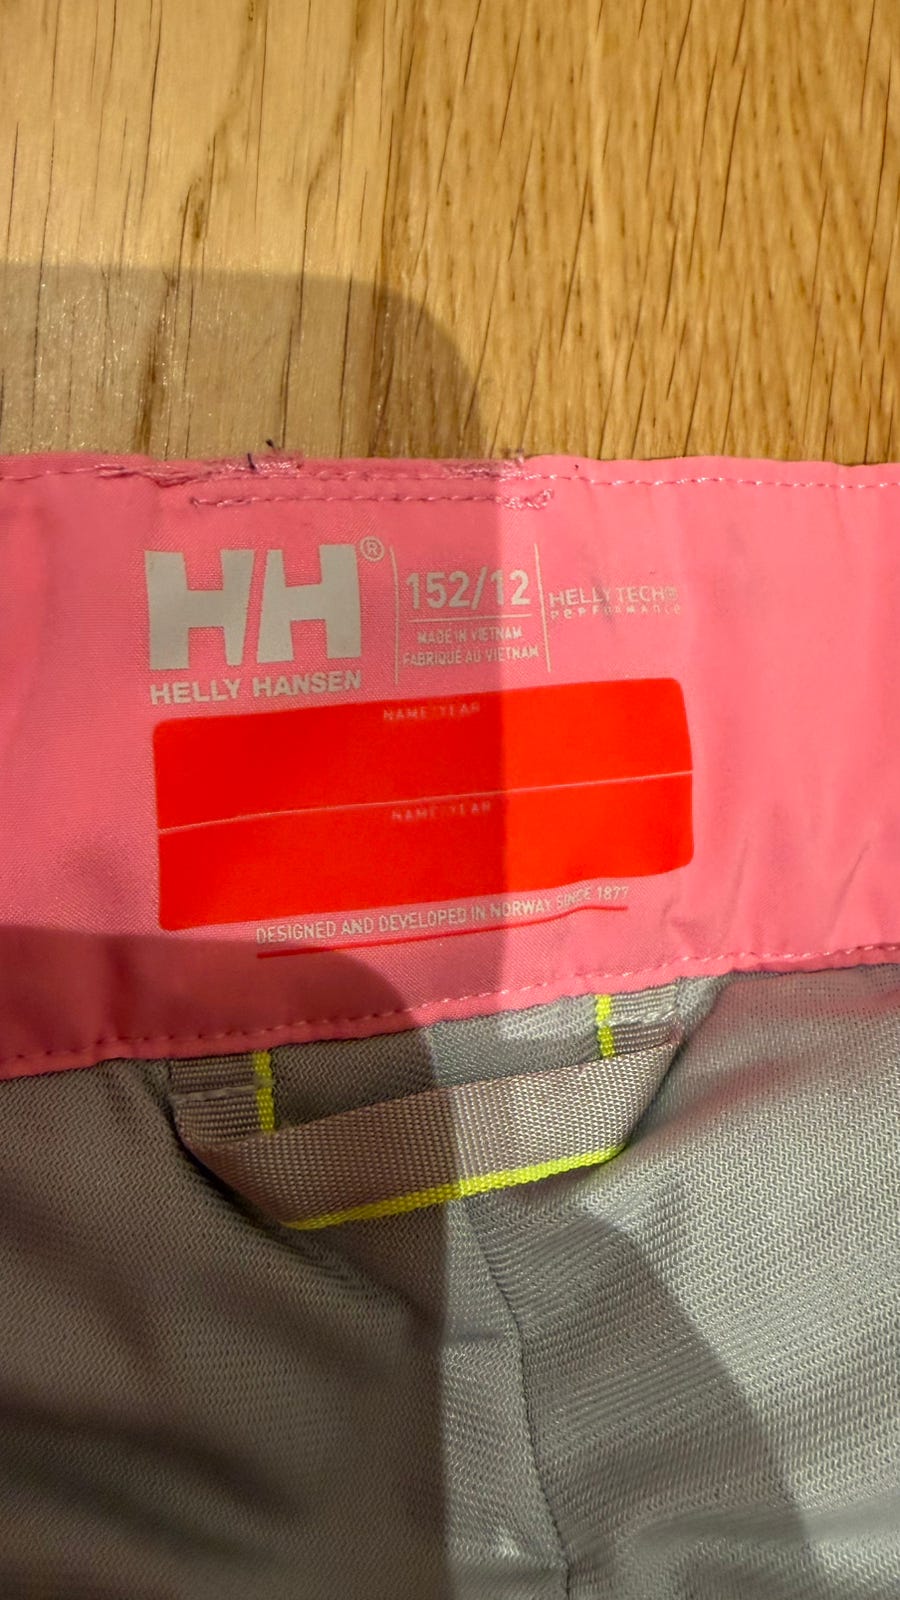 HH®
HELLY HANSEN
152/12
MADE IN VIETNAM
FABRIQUÉ AU VIETNAM
HELLY TECH®
PERFORMANCE
NAME/YEAR
NAME/YEAR
DESIGNED AND DEVELOPED IN NORWAY SINCE 1877